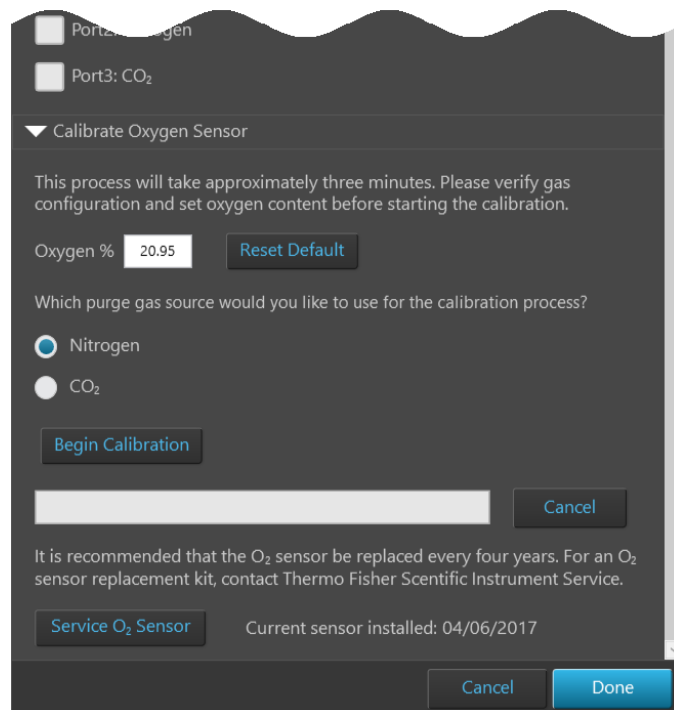 Port3: CO₂
Calibrate Oxygen Sensor
This process will take approximately three minutes. Please verify gas
configuration and set oxygen content before starting the calibration.
Oxygen % 20.95 Reset Default
Which purge gas source would you like to use for the calibration process?
Nitrogen
CO₂
Begin Calibration
Cancel
It is recommended that the O₂ sensor be replaced every four years. For an O₂
sensor replacement kit, contact Thermo Fisher Scentific Instrument Service.
Service O₂ Sensor Current sensor installed: 04/06/2017
Cancel Done